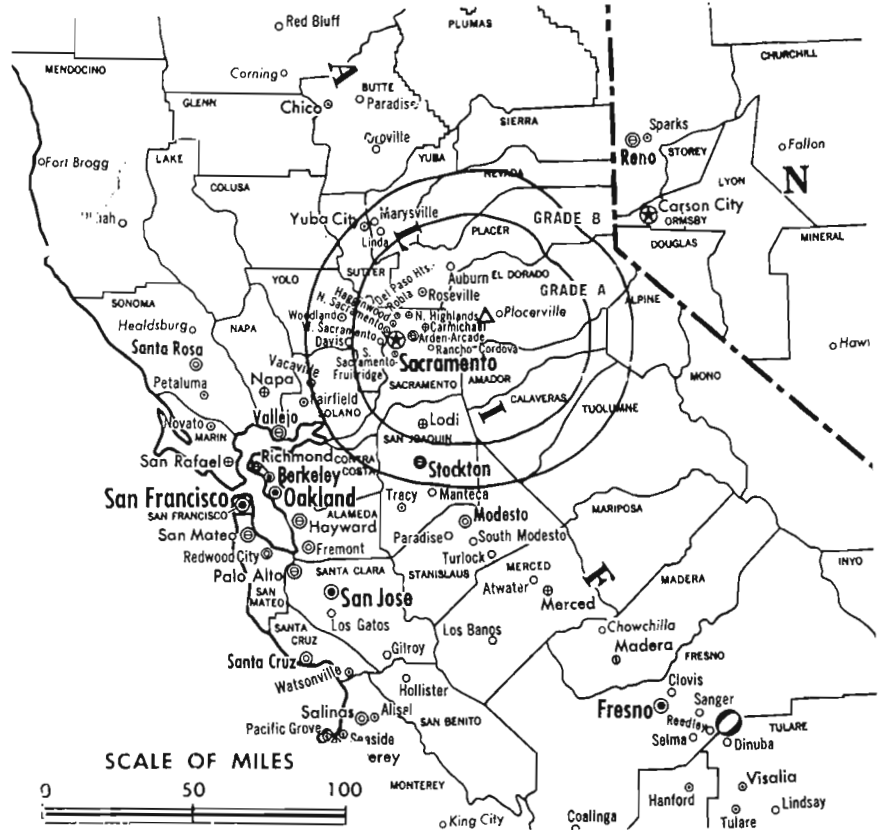 Red Bluff
PLUMAS
MENDOCINO
Corning
CHURCHILL
A
BUTTE
GLENN
Chico
Paradise
SIERRA
Sparks
Oroville
Reno
STOREY
Fallon
LAKE
YUBA
Fort Bragg
NEVADA
LYON
N
COLUSA
Carson City
ORMSBY
Yuba City
Marysville
GRADE B
Linda
PLACER
I
DOUGLAS
MINERAL
SUTTER
Del Paso Hts.
Auburn
EL DORADO
YOLO
Robla
Hagginwood
Roseville
GRADE A
ALPINE
SONOMA
N. Sacramento
Woodland
N. Highlands
Placerville
Healdsburg
NAPA
Carmichael
S. Sacramento
Arden-Arcade
Davis
Rancho-Cordova
Santa Rosa
Sacramento
S. Sacramento-
Fruitridge
Vacaville
SACRAMENTO
AMADOR
MONO
Petaluma
Napa
Fairfield
SOLANO
CALAVERAS
I
TUOLUMNE
Vallejo
Lodi
Novato
MARIN
SAN JOAQUIN
San Rafael
Richmond
CONTRA
COSTA
Stockton
Berkeley
San Francisco
Oakland
Tracy
Manteca
SAN FRANCISCO
ALAMEDA
MARIPOSA
Hayward
Modesto
San Mateo
Paradise
South Modesto
Redwood City
Fremont
Turlock
INYO
Palo Alto
SANTA CLARA
STANISLAUS
MERCED
F
MADERA
Atwater
SAN
MATEO
San Jose
Merced
Los Gatos
SANTA
CRUZ
Los Banos
Chowchilla
Madera
Gilroy
FRESNO
Santa Cruz
Watsonville
Clovis
Hollister
Fresno
Sanger
Salinas
Alisal
SAN BENITO
Reedley
TULARE
Pacific Grove
Seaside
Selma
Dinuba
erey
SCALE OF MILES
MONTEREY
Visalia
50
100
Hanford
Lindsay
King City
Coalinga
Tulare